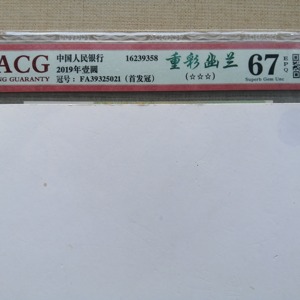 ACG
NG GUARANTY
中国人民银行 16239358
2019年壹圆
冠号： FA39325021（首发冠）
重彩幽兰
(☆☆☆)
67 EPQ
Superb Gem Unc